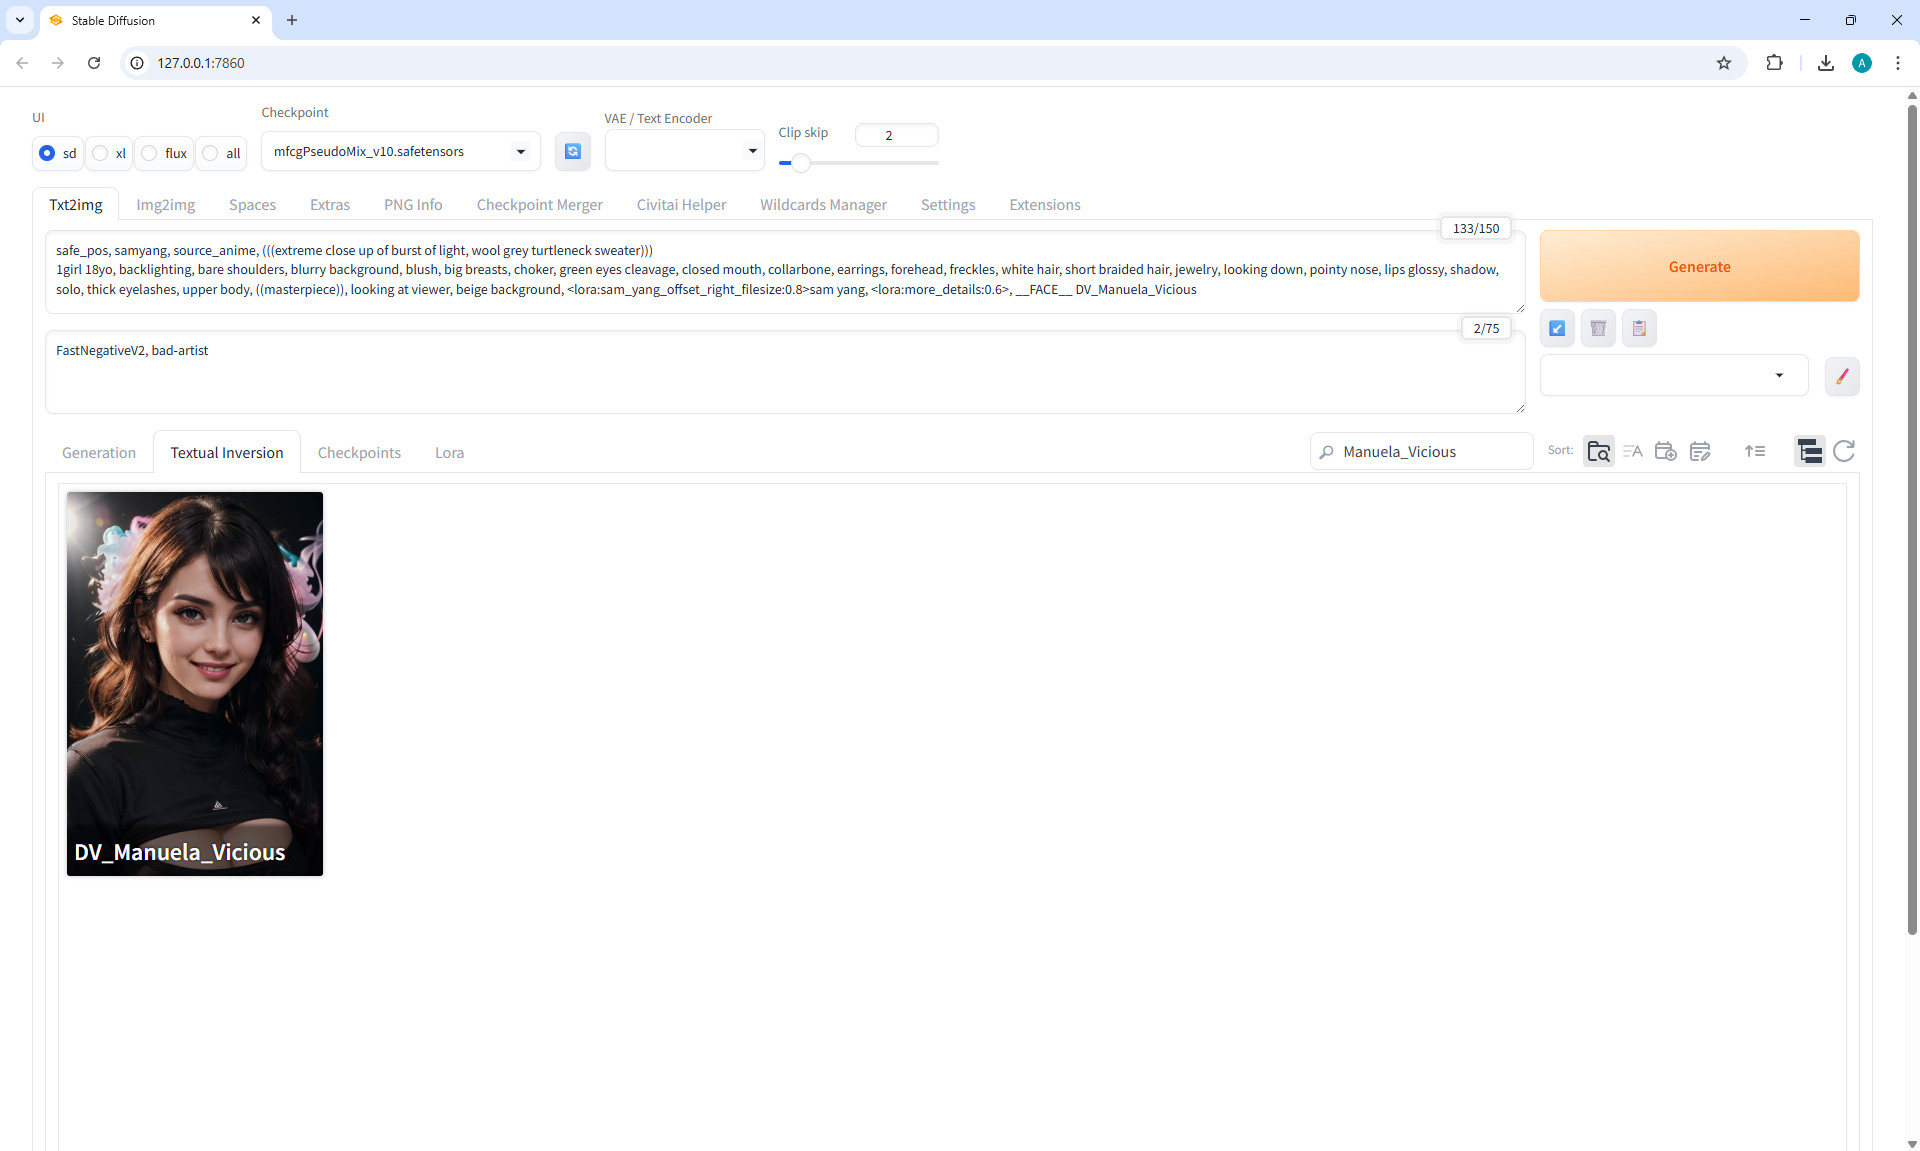 Stable Diffusion
127.0.0.1:7860
UI
Checkpoint
VAE / Text Encoder
Clip skip
2
sd
xl
flux
all
mfcgPseudoMix_v10.safetensors
Txt2img
Img2img
Spaces
Extras
PNG Info
Checkpoint Merger
Civitai Helper
Wildcards Manager
Settings
Extensions
133/150
safe_pos, samyang, source_anime, (((extreme close up of burst of light, wool grey turtleneck sweater)))
1girl 18yo, backlighting, bare shoulders, blurry background, blush, big breasts, choker, green eyes cleavage, closed mouth, collarbone, earrings, forehead, freckles, white hair, short braided hair, jewelry, looking down, pointy nose, lips glossy, shadow,
solo, thick eyelashes, upper body, ((masterpiece)), looking at viewer, beige background, <lora:sam_yang_offset_right_filesize:0.8>sam yang, <lora:more_details:0.6>, __FACE__ DV_Manuela_Vicious
Generate
2/75
FastNegativeV2, bad-artist
Generation
Textual Inversion
Checkpoints
Lora
Manuela_Vicious
Sort:
DV_Manuela_Vicious
A